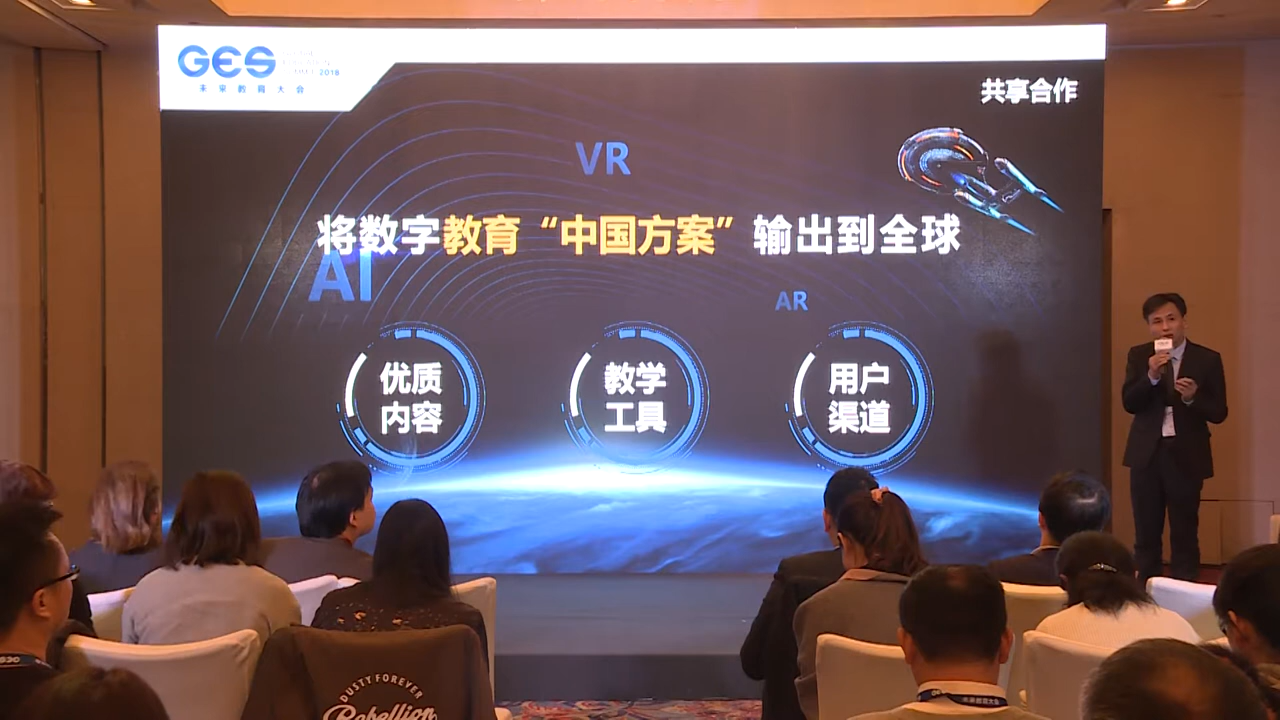 GES
2018
未来教育大会
共享合作
VR
将数字教育“中国方案”输出到全球
AI
AR
优质
内容
教学
工具
用户
渠道
DUSTY FOREVER
Rebellion